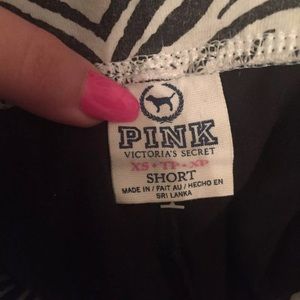 PINK
VICTORIA'S SECRET
XS • TP • XP
SHORT
MADE IN / FAIT AU / HECHO EN
SRI LANKA